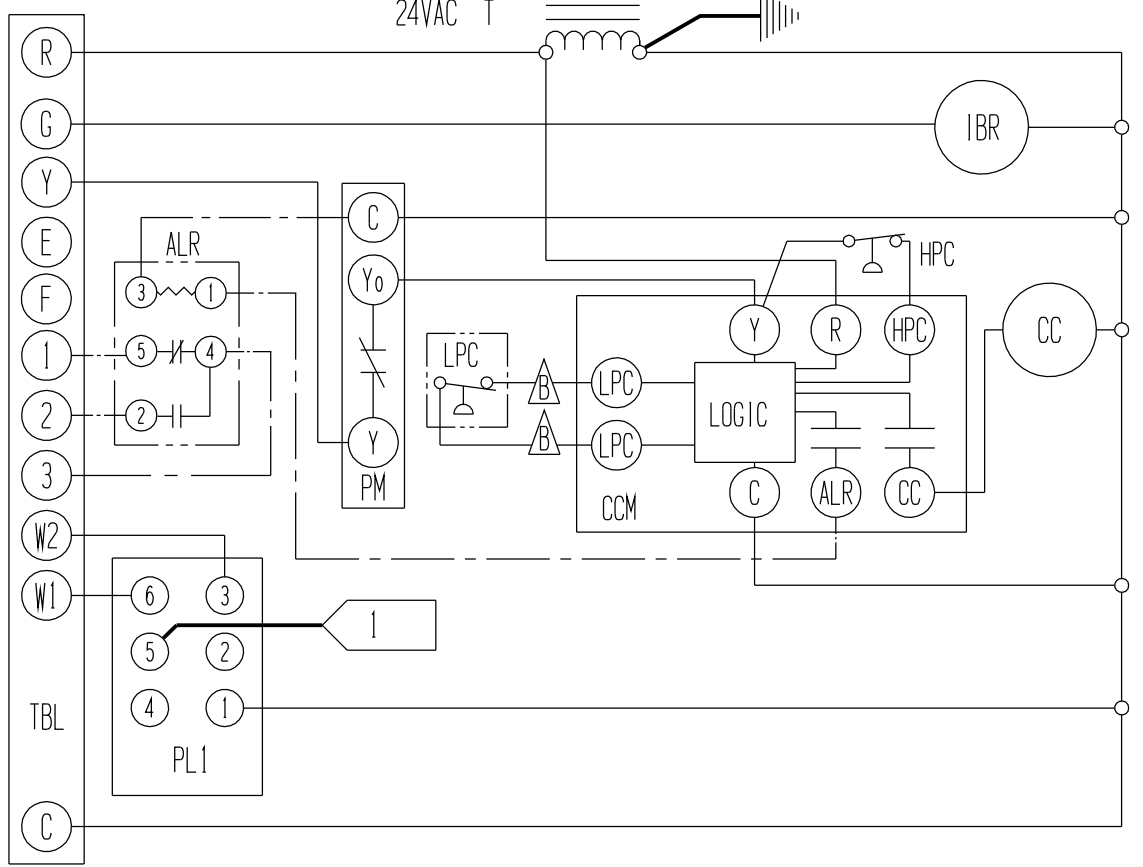 24VAC T
R
G
IBR
Y
C
E
ALR
HPC
F
Yo
3 1
Y R HPC
CC
1
5 4
LPC
B LPC
LOGIC
2
2
B LPC
Y
3
PM
C ALR CC
CCM
W2
W1
6 3
1
5 2
4 1
TBL
PL1
C